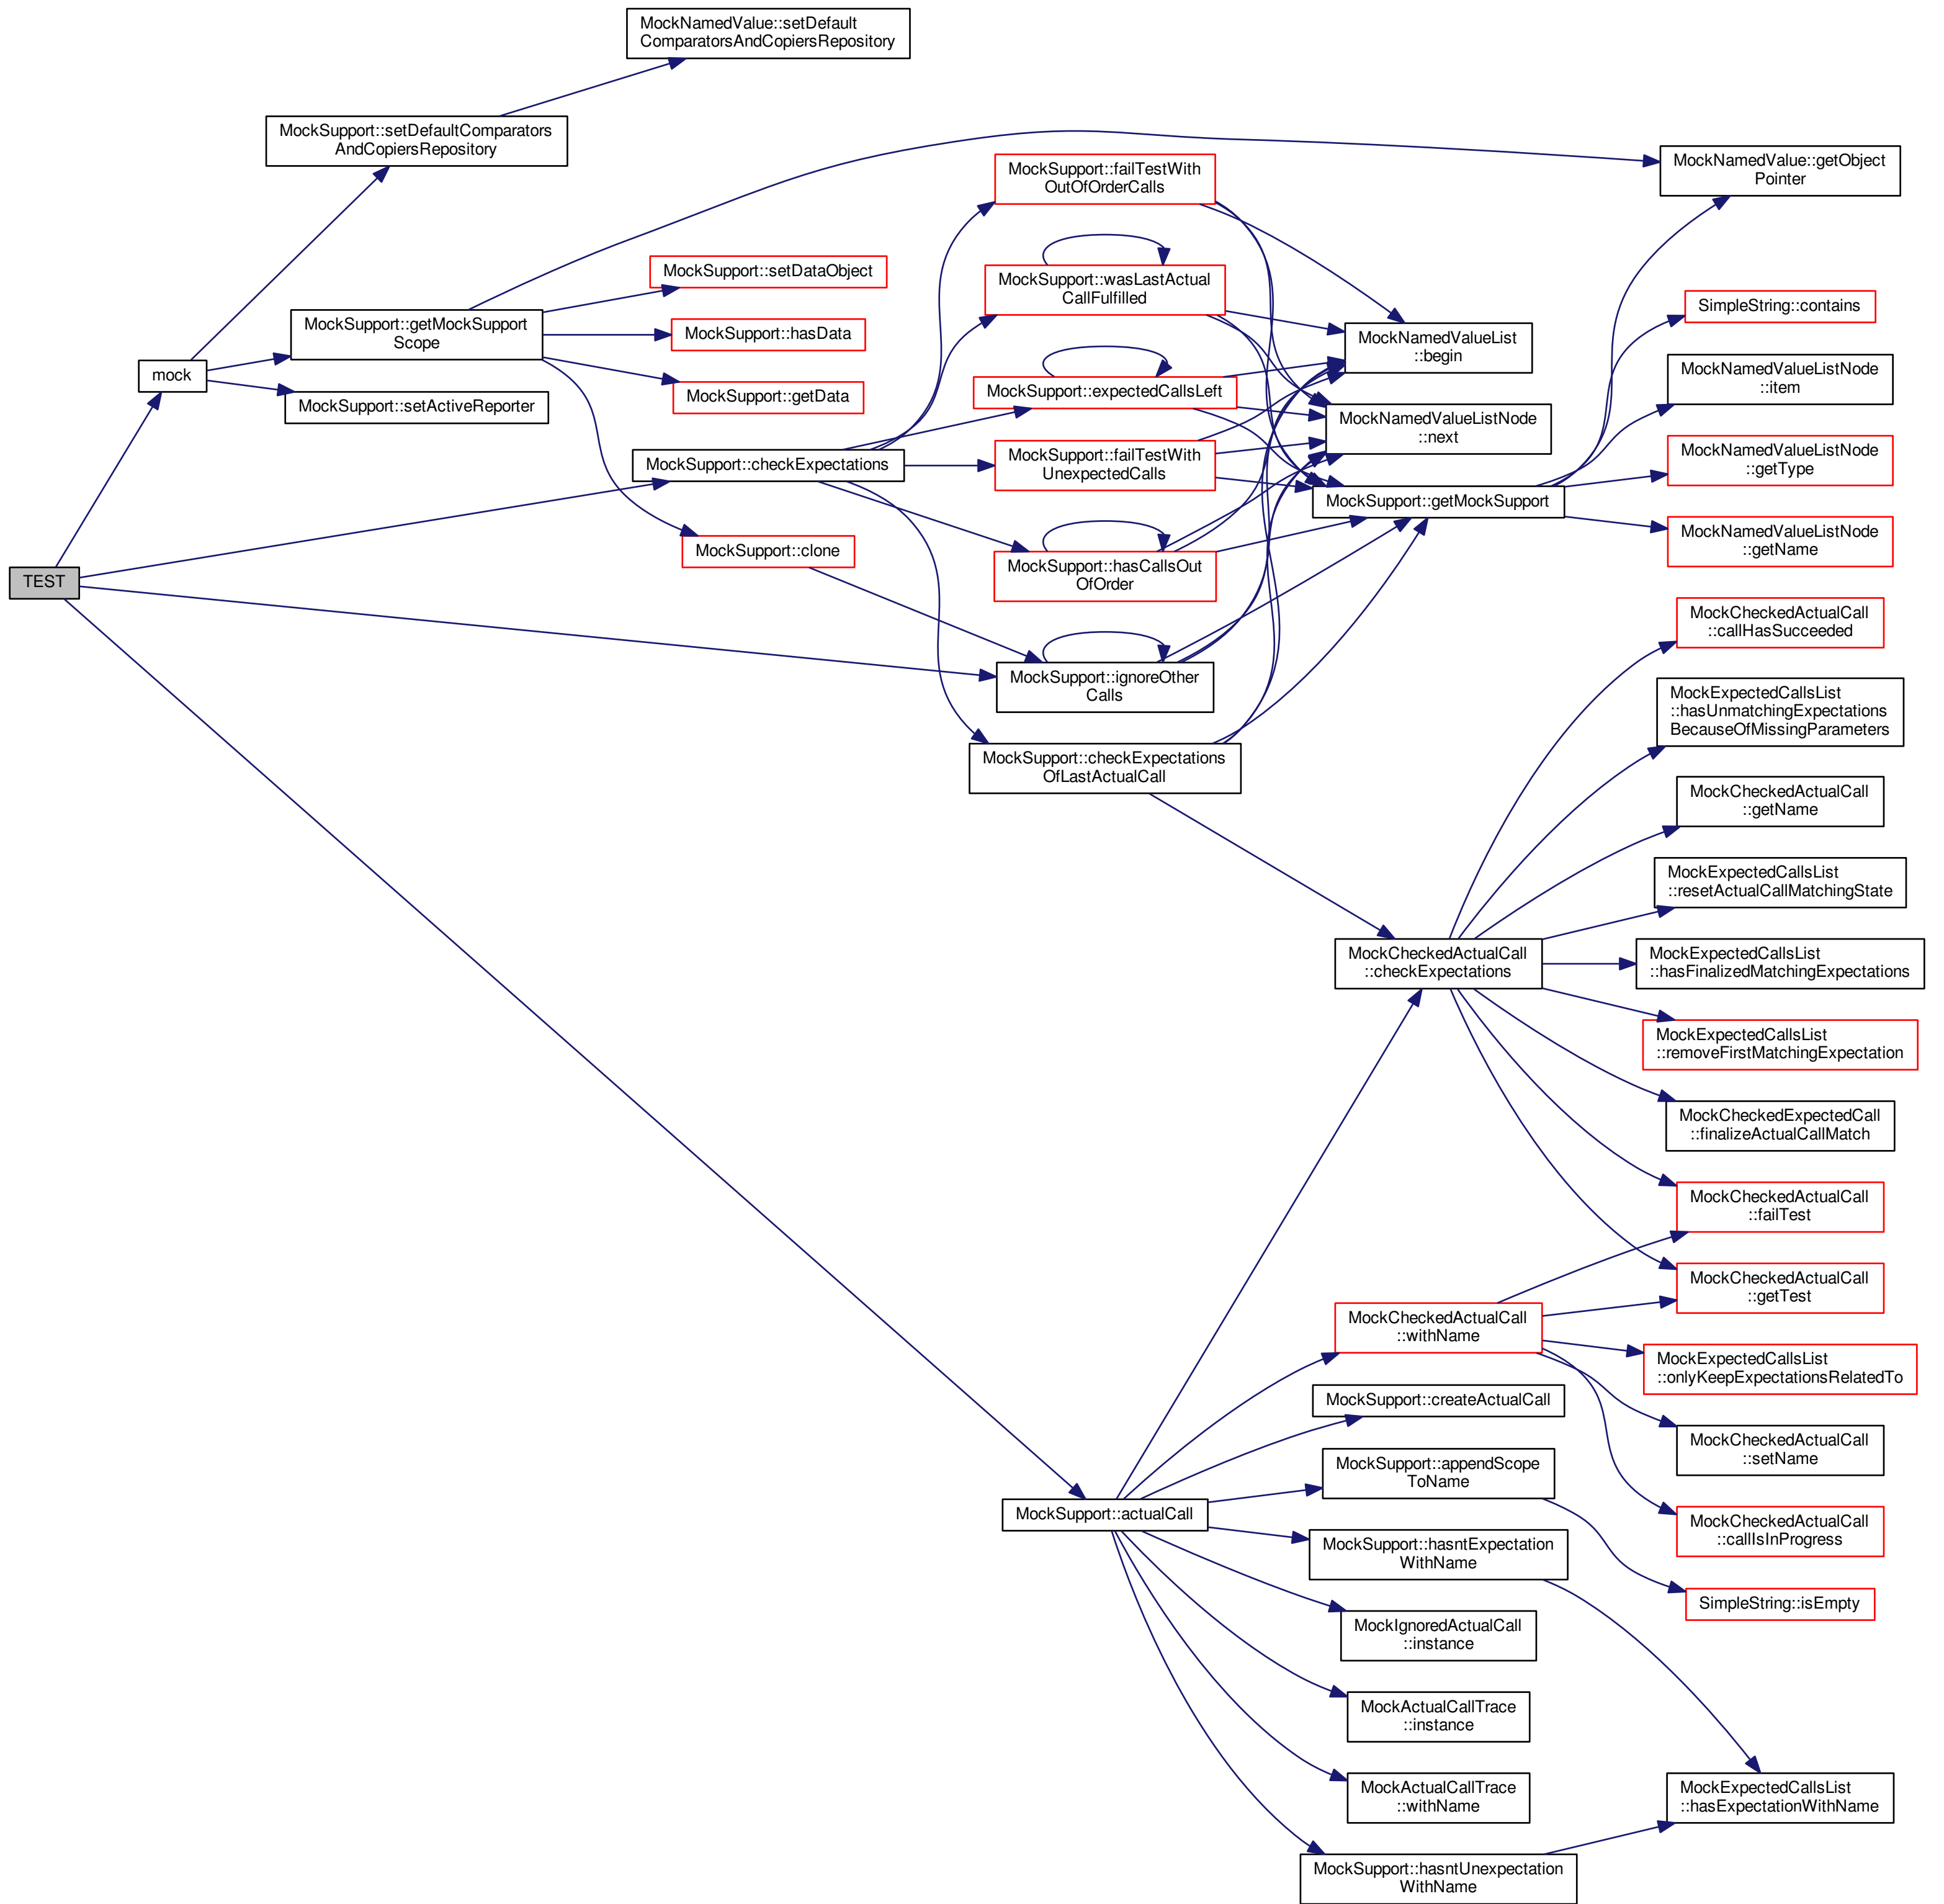 MockNamedValue::setDefault
ComparatorsAndCopiersRepository
MockSupport::setDefaultComparators
AndCopiersRepository
MockSupport::failTestWith
OutOfOrderCalls
MockNamedValue::getObject
Pointer
MockSupport::setDataObject
MockSupport::wasLastActual
CallFulfilled
SimpleString::contains
MockSupport::getMockSupport
Scope
MockSupport::hasData
MockNamedValueList
::begin
mock
MockSupport::setActiveReporter
MockSupport::getData
MockSupport::expectedCallsLeft
MockNamedValueListNode
::item
MockNamedValueListNode
::next
MockSupport::checkExpectations
MockSupport::failTestWith
UnexpectedCalls
MockNamedValueListNode
::getType
MockSupport::getMockSupport
MockNamedValueListNode
::getName
MockSupport::clone
MockSupport::hasCallsOut
OfOrder
TEST
MockCheckedActualCall
::callHasSucceeded
MockSupport::ignoreOther
Calls
MockExpectedCallsList
::hasUnmatchingExpectations
BecauseOfMissingParameters
MockSupport::checkExpectations
OfLastActualCall
MockCheckedActualCall
::getName
MockExpectedCallsList
::resetActualCallMatchingState
MockCheckedActualCall
::checkExpectations
MockExpectedCallsList
::hasFinalizedMatchingExpectations
MockExpectedCallsList
::removeFirstMatchingExpectation
MockCheckedExpectedCall
::finalizeActualCallMatch
MockCheckedActualCall
::failTest
MockCheckedActualCall
::getTest
MockCheckedActualCall
::withName
MockExpectedCallsList
::onlyKeepExpectationsRelatedTo
MockSupport::createActualCall
MockCheckedActualCall
::setName
MockSupport::appendScope
ToName
MockSupport::actualCall
MockCheckedActualCall
::callIsInProgress
MockSupport::hasntExpectation
WithName
SimpleString::isEmpty
MockIgnoredActualCall
::instance
MockActualCallTrace
::instance
MockActualCallTrace
::withName
MockExpectedCallsList
::hasExpectationWithName
MockSupport::hasntUnexpectation
WithName